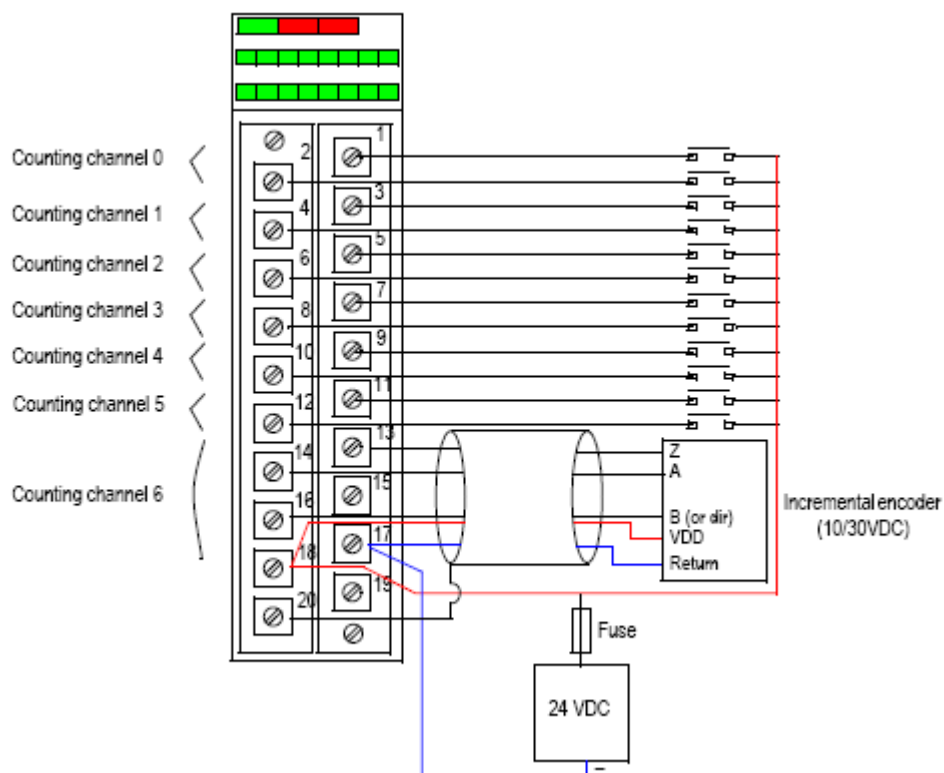 1
2
Counting channel 0
3
4
Counting channel 1
5
6
Counting channel 2
7
8
Counting channel 3
9
10
Counting channel 4
11
12
Counting channel 5
13
14
Z
A
15
Counting channel 6
16
B (or dir)
Incremental encoder
(10/30VDC)
17
VDD
18
Return
19
20
Fuse
24 VDC
–